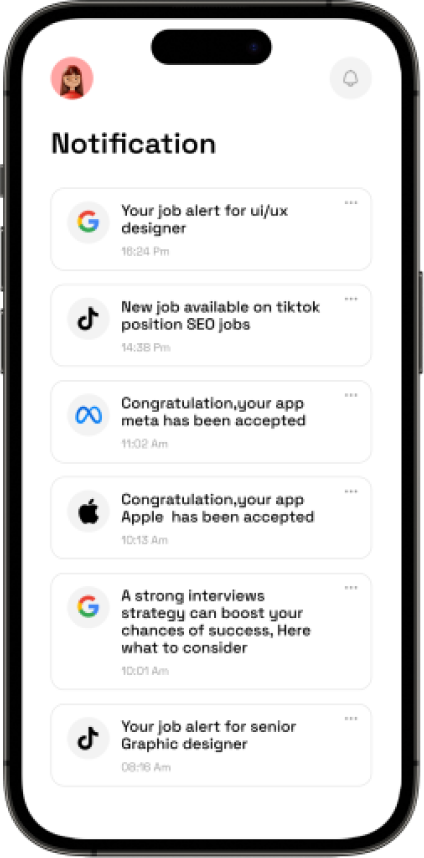 Notification
Your job alert for ui/ux
designer
16:24 Pm
New job available on tiktok
position SEO jobs
14:38 Pm
Congratulation,your app
meta has been accepted
11:02 Am
Congratulation,your app
Apple  has been accepted
10:13 Am
A strong interviews
strategy can boost your
chances of success, Here
what to consider
10:01 Am
Your job alert for senior
Graphic designer
08:16 Am